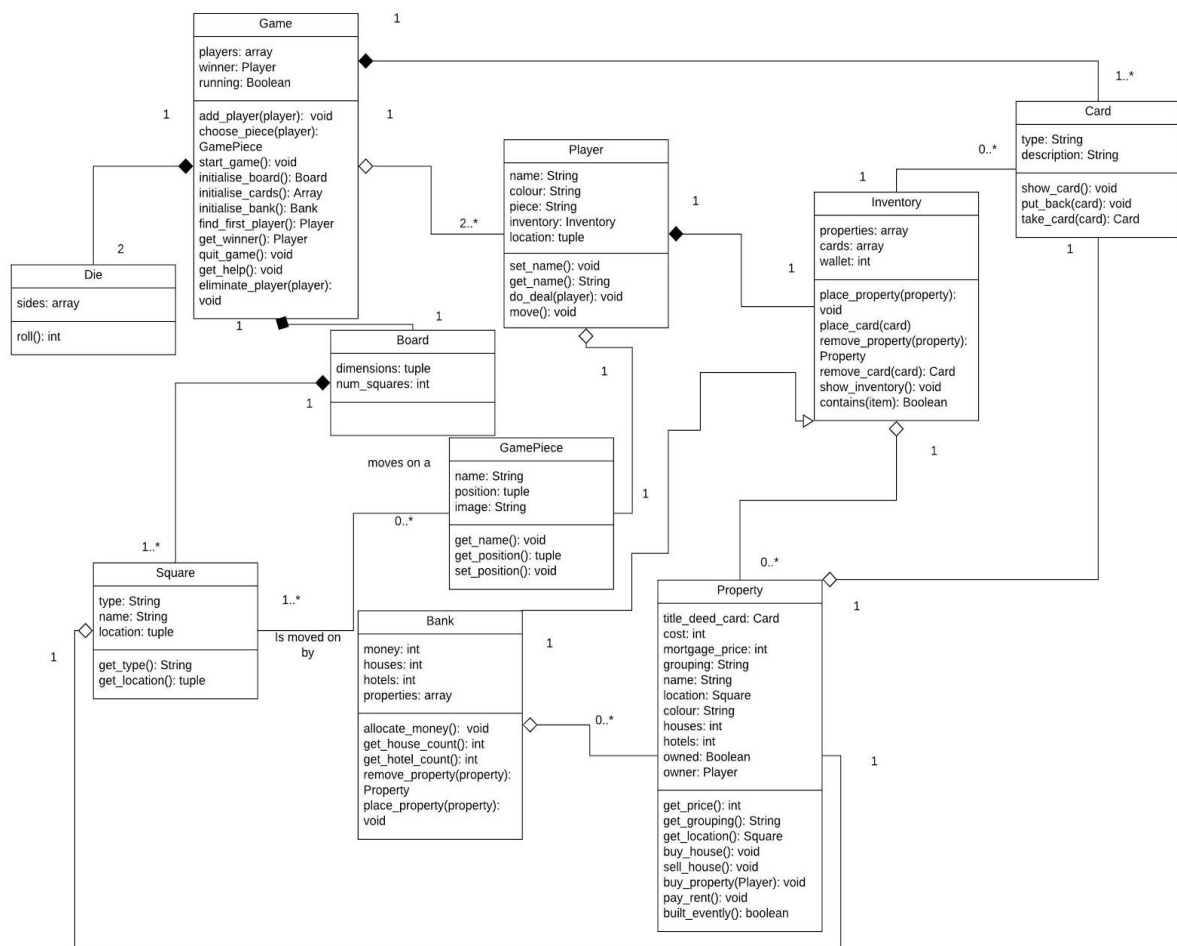 Game
players: array
winner: Player
running: Boolean
add_player(player):  void
choose_piece(player):
GamePiece
start_game(): void
initialise_board(): Board
initialise_cards(): Array
initialise_bank(): Bank
find_first_player(): Player
get_winner(): Player
quit_game(): void
get_help(): void
eliminate_player(player):
void
1
1..*
1
1
2
1
1
2..*
Card
type: String
description: String
show_card(): void
put_back(card): void
take_card(card): Card
0..*
1
1
Player
name: String
colour: String
piece: String
inventory: Inventory
location: tuple
set_name(): void
get_name(): String
do_deal(player): void
move(): void
1
1
1
Inventory
properties: array
cards: array
wallet: int
place_property(property):
void
place_card(card)
remove_property(property):
Property
remove_card(card): Card
show_inventory(): void
contains(item): Boolean
1
0..*
Die
sides: array
roll(): int
Board
dimensions: tuple
num_squares: int
1
1..*
moves on a
0..*
GamePiece
name: String
position: tuple
image: String
get_name(): void
get_position(): tuple
set_position(): void
1
Square
type: String
name: String
location: tuple
get_type(): String
get_location(): tuple
1..*
Is moved on
by
1
Bank
money: int
houses: int
hotels: int
properties: array
allocate_money():  void
get_house_count(): int
get_hotel_count(): int
remove_property(property):
Property
place_property(property):
void
1
0..*
Property
title_deed_card: Card
cost: int
mortgage_price: int
grouping: String
name: String
location: Square
colour: String
houses: int
hotels: int
owned: Boolean
owner: Player
get_price(): int
get_grouping(): String
get_location(): Square
buy_house(): void
sell_house(): void
buy_property(Player): void
pay_rent(): void
built_evently(): boolean
1
1